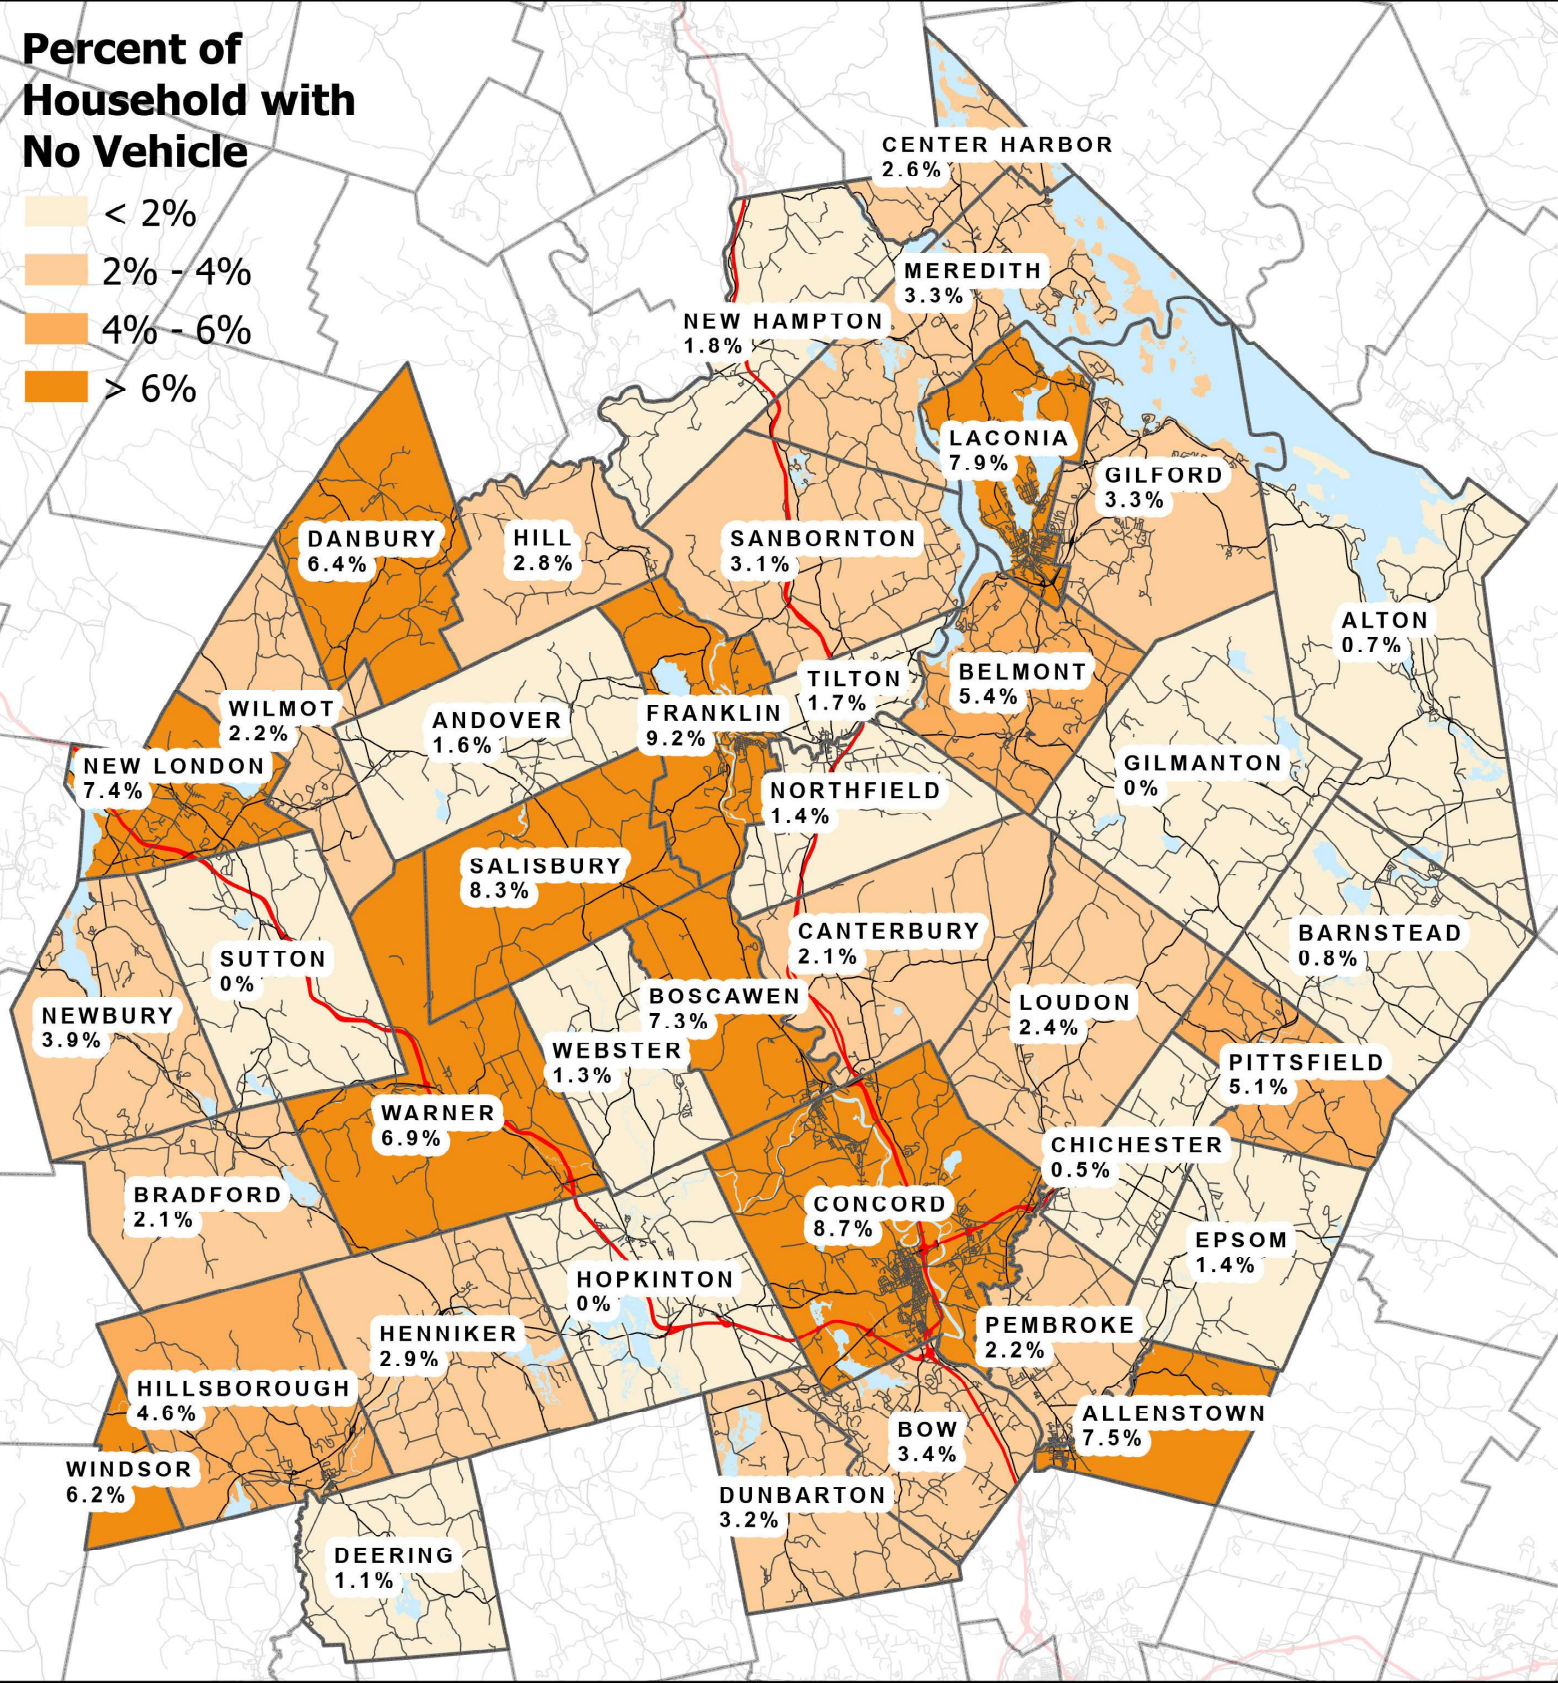 Percent of
Household with
No Vehicle
< 2%
2% - 4%
4% - 6%
> 6%
CENTER HARBOR
2.6%
MEREDITH
3.3%
NEW HAMPTON
1.8%
LACONIA
7.9%
GILFORD
3.3%
DANBURY
6.4%
HILL
2.8%
SANBORNTON
3.1%
ALTON
0.7%
BELMONT
5.4%
TILTON
1.7%
WILMOT
2.2%
ANDOVER
1.6%
FRANKLIN
9.2%
NEW LONDON
7.4%
GILMANTON
0%
NORTHFIELD
1.4%
SALISBURY
8.3%
CANTERBURY
2.1%
BARNSTEAD
0.8%
SUTTON
0%
NEWBURY
3.9%
BOSCAWEN
7.3%
LOUDON
2.4%
WEBSTER
1.3%
PITTSFIELD
5.1%
WARNER
6.9%
CHICHESTER
0.5%
BRADFORD
2.1%
CONCORD
8.7%
EPSOM
1.4%
HOPKINTON
0%
HENNIKER
2.9%
PEMBROKE
2.2%
HILLSBOROUGH
4.6%
ALLENSTOWN
7.5%
BOW
3.4%
WINDSOR
6.2%
DUNBARTON
3.2%
DEERING
1.1%